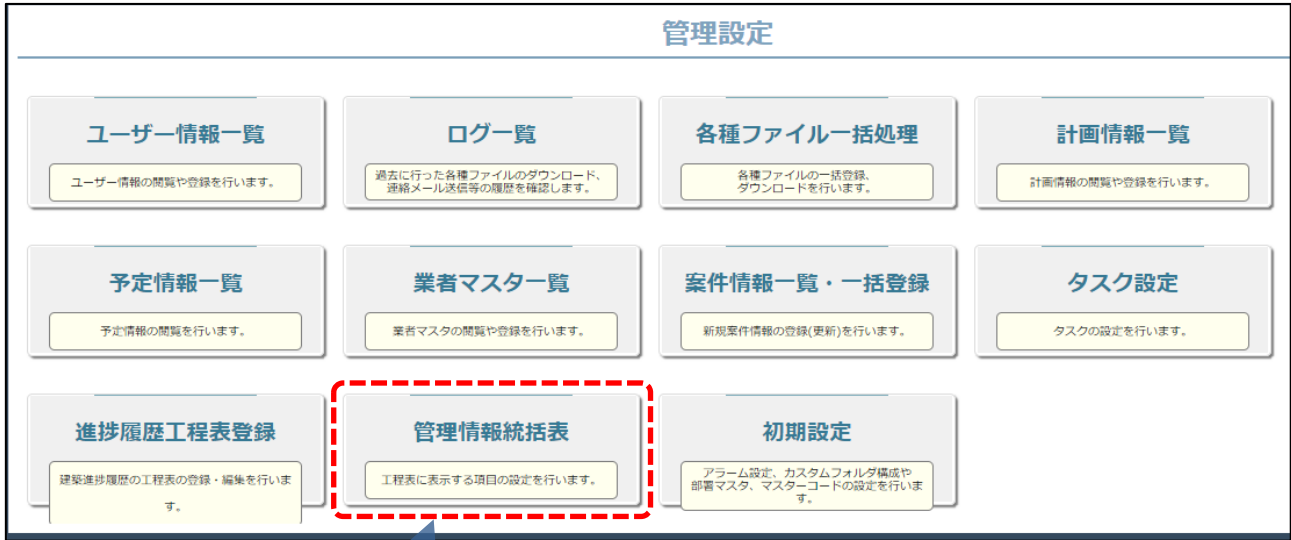 管理設定
ユーザー情報一覧
ユーザー情報の閲覧や登録を行います。
ログ一覧
過去に行った各種ファイルのダウンロード、
連絡メール送信等の履歴を確認します。
各種ファイル一括処理
各種ファイルの一括登録、
ダウンロードを行います。
計画情報一覧
計画情報の閲覧や登録を行います。
予定情報一覧
予定情報の閲覧を行います。
業者マスタ一覧
業者マスタの閲覧や登録を行います。
案件情報一覧・一括登録
新規案件情報の登録(更新)を行います。
タスク設定
タスクの設定を行います。
進捗履歴工程表登録
建築進捗履歴の工程表の登録・編集を行いま
す。
管理情報統括表
工程表に表示する項目の設定を行います。
初期設定
アラーム設定、カスタムフォルダ構成や
部署マスタ、マスターコードの設定を行いま
す。